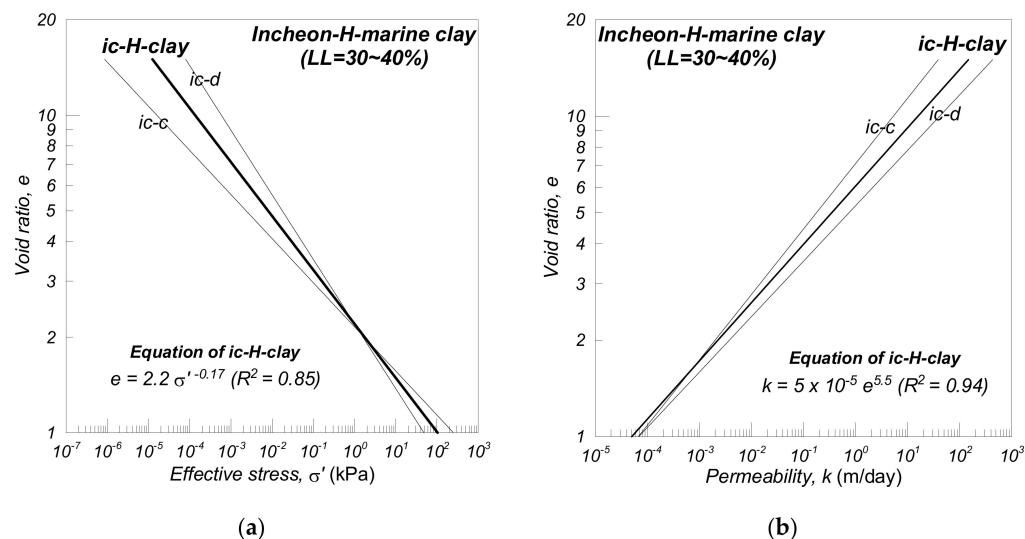 20
Incheon-H-marine clay
(LL=30~40%)
ic-H-clay
ic-d
ic-c
10
9
8
7
6
5
4
3
2
1
Void ratio, e
Equation of ic-H-clay
e = 2.2 σ' -0.17 (R2 = 0.85)
10-7 10-6 10-5 10-4 10-3 10-2 10-1 100 101 102 103
Effective stress, σ' (kPa)
(a)
20
Incheon-H-marine clay
(LL=30~40%)
ic-H-clay
ic-c
ic-d
10
9
8
7
6
5
4
3
2
1
Void ratio, e
Equation of ic-H-clay
k = 5 x 10-5 e5.5 (R2 = 0.94)
10-5 10-4 10-3 10-2 10-1 100 101 102 103
Permeability, k (m/day)
(b)